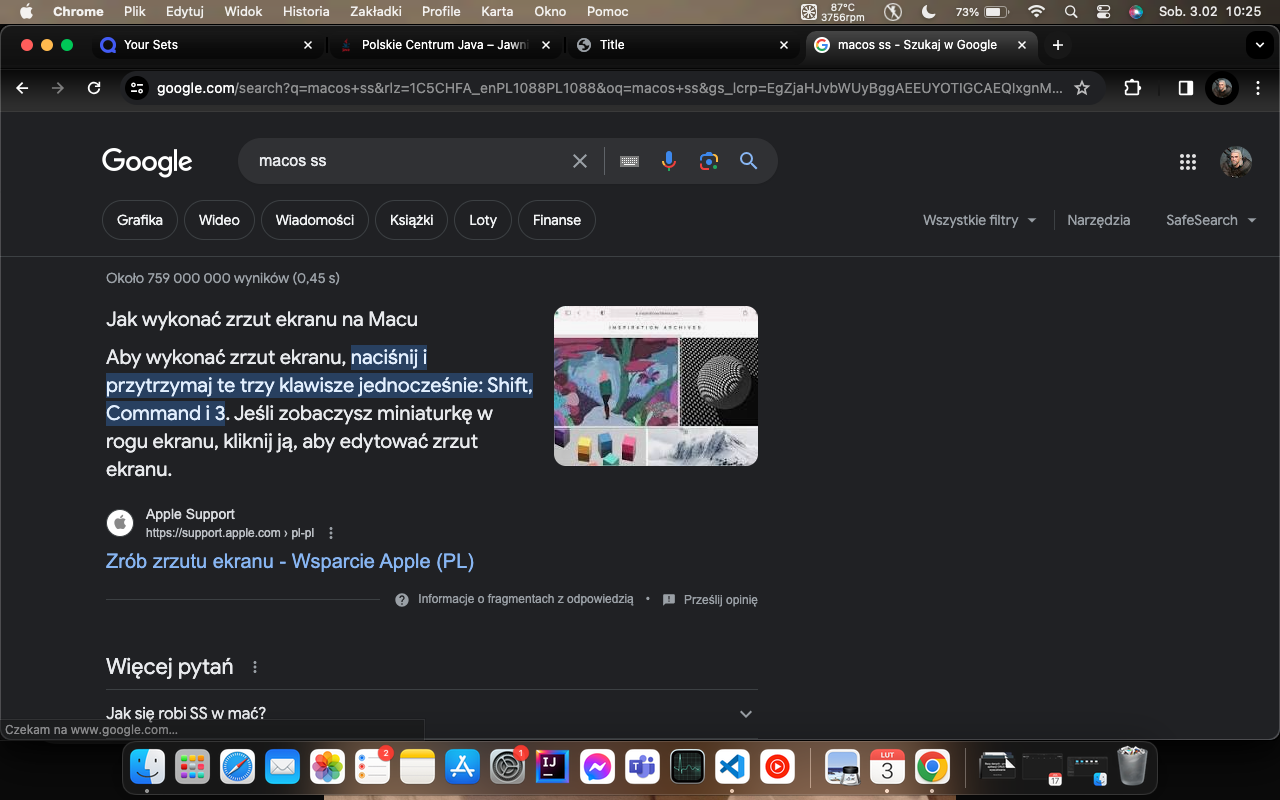 Chrome Plik Edytuj Widok Historia Zakładki Profile Karta Okno Pomoc 87°C 3756rpm 73% Sob. 3.02 10:25
Your Sets Polskie Centrum Java – Jawn Title macos ss - Szukaj w Google
google.com/search?q=macos+ss&rlz=1C5CHFA_enPL1088PL1088&oq=macos+ss&gs_lcrp=EgZjaHJvbWUyBggAEEUYOTIGCAEQIxgnM...
Google macos ss
Grafika Wideo Wiadomości Książki Loty Finanse Wszystkie filtry Narzędzia SafeSearch
Około 759 000 000 wyników (0,45 s)
Jak wykonać zrzut ekranu na Macu
INSPIRATION ARCHIVES
Aby wykonać zrzut ekranu, naciśnij i
przytrzymaj te trzy klawisze jednocześnie: Shift,
Command i 3. Jeśli zobaczysz miniaturkę w
rogu ekranu, kliknij ją, aby edytować zrzut
ekranu.
Apple Support
https://support.apple.com › pl-pl
Zrób zrzutu ekranu - Wsparcie Apple (PL)
Informacje o fragmentach z odpowiedzią • Prześlij opinię
Więcej pytań
Jak się robi SS w mać?
Czekam na www.google.com...
2 1 IJ LUT 3 17